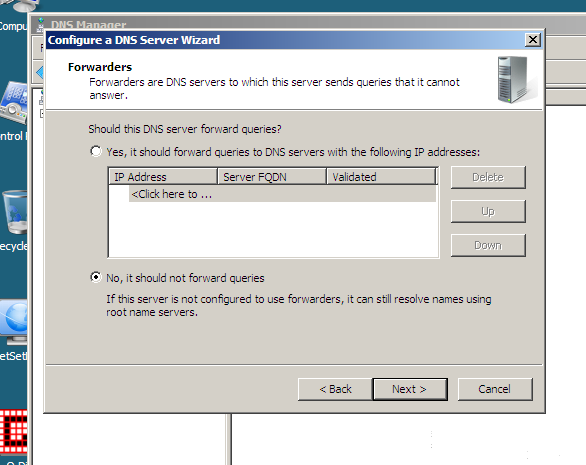 Compu
DNS Manager
Configure a DNS Server Wizard
F
Forwarders
Forwarders are DNS servers to which this server sends queries that it cannot
answer.
ontrol
Should this DNS server forward queries?
Yes, it should forward queries to DNS servers with the following IP addresses:
IP Address Server FQDN Validated
<Click here to ...
Delete
Up
Down
ecycle
No, it should not forward queries
If this server is not configured to use forwarders, it can still resolve names using
root name servers.
etSet
< Back Next > Cancel